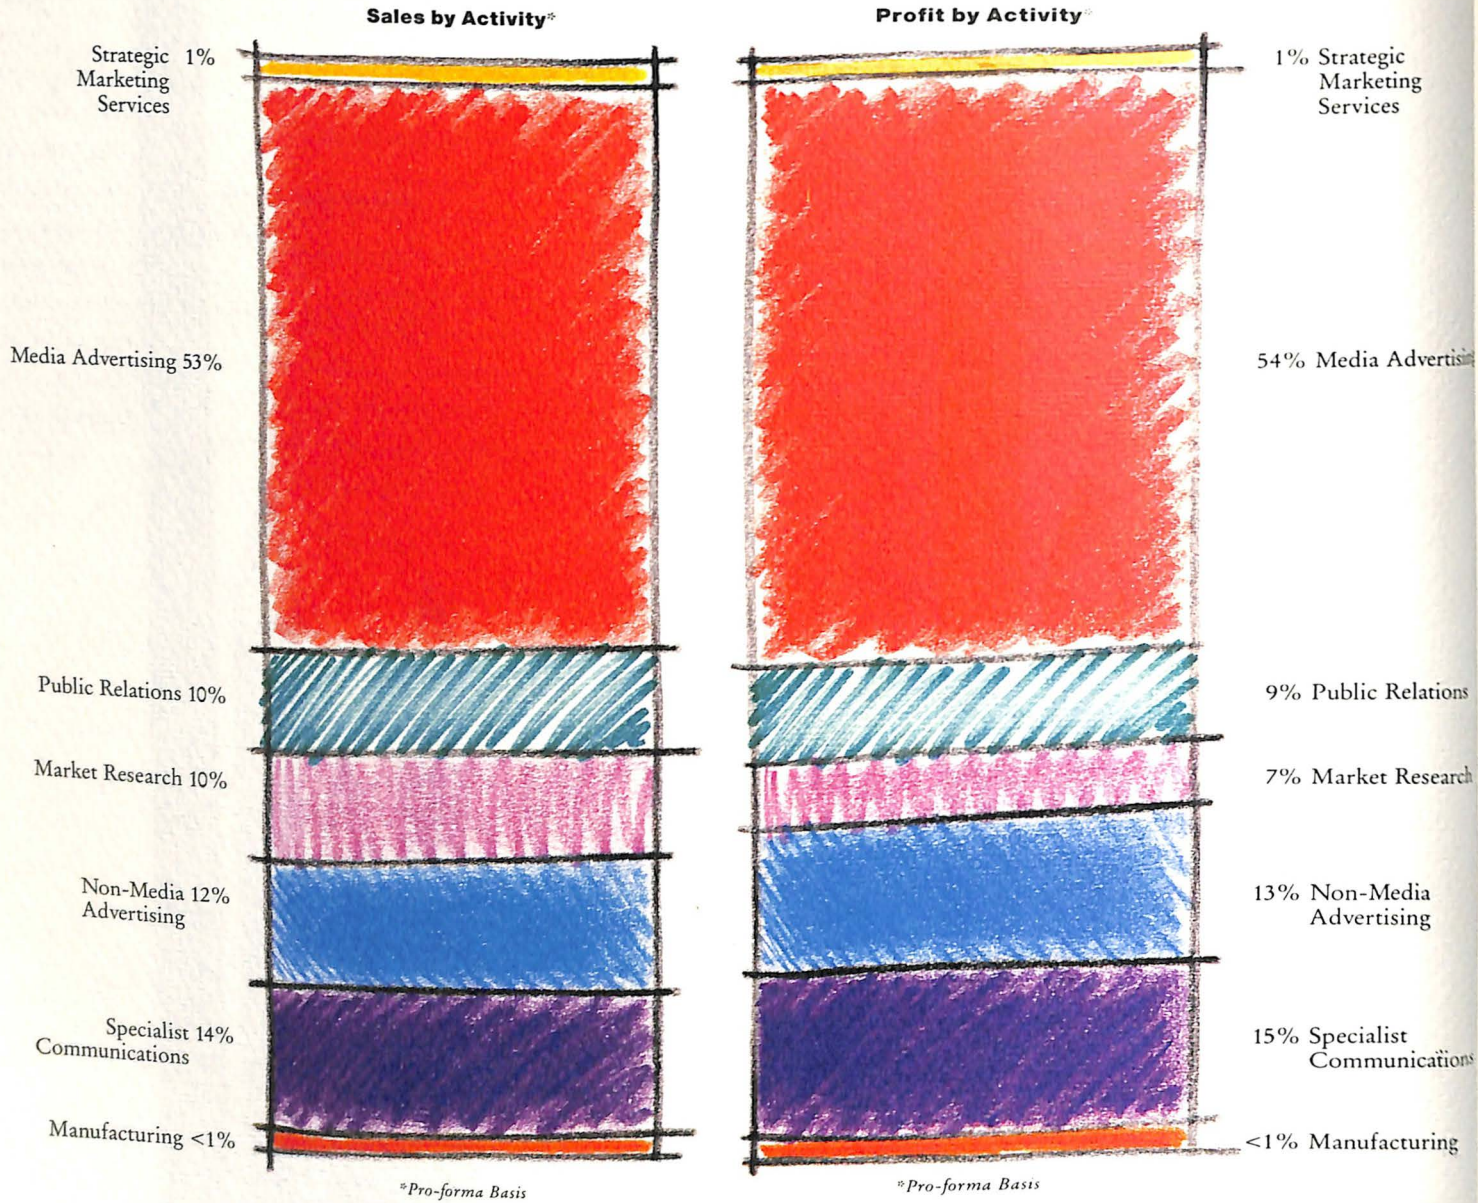 Sales by Activity*
Strategic 1%
Marketing
Services
Media Advertising 53%
Public Relations 10%
Market Research 10%
Non-Media 12%
Advertising
Specialist 14%
Communications
Manufacturing <1%
*Pro-forma Basis
Profit by Activity*
1% Strategic
Marketing
Services
54% Media Advertising
9% Public Relations
7% Market Research
13% Non-Media
Advertising
15% Specialist
Communications
<1% Manufacturing
*Pro-forma Basis